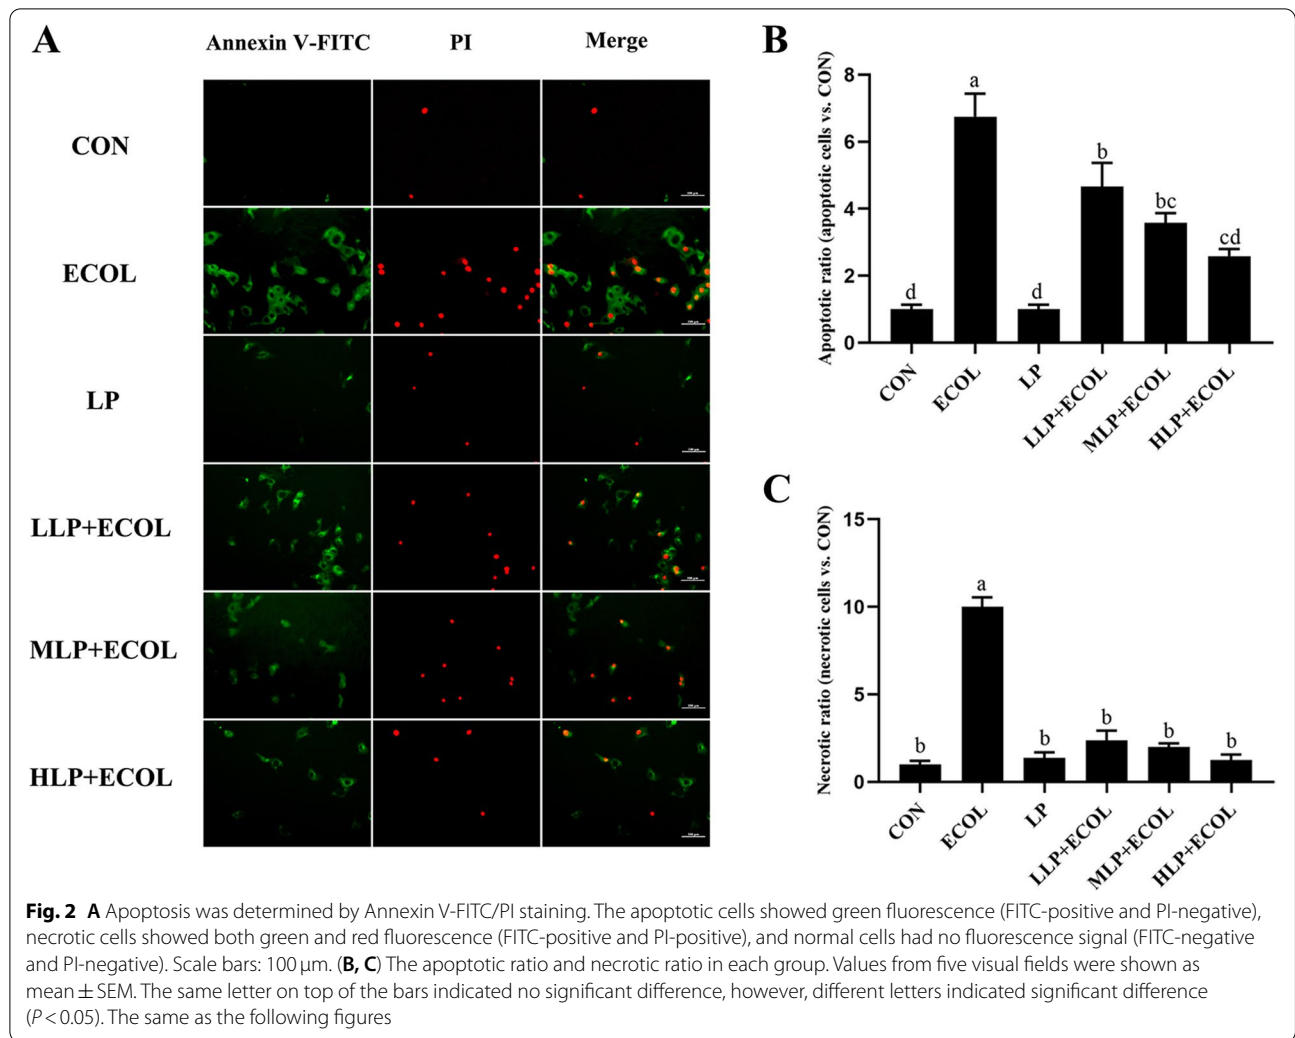 A
Annexin V-FITC PI Merge
CON
ECOL
LP
LLP+ECOL
MLP+ECOL
HLP+ECOL
B
Apoptotic ratio (apoptotic cells vs. CON)
8
6
4
2
0
d a d b bc cd
CON ECOL LP LLP+ECOL MLP+ECOL HLP+ECOL
C
Necrotic ratio (necrotic cells vs. CON)
15
10
5
0
b a b b b b
CON ECOL LP LLP+ECOL MLP+ECOL HLP+ECOL
Fig. 2 A Apoptosis was determined by Annexin V-FITC/PI staining. The apoptotic cells showed green fluorescence (FITC-positive and PI-negative),
necrotic cells showed both green and red fluorescence (FITC-positive and PI-positive), and normal cells had no fluorescence signal (FITC-negative
and PI-negative). Scale bars: 100 μm. (B, C) The apoptotic ratio and necrotic ratio in each group. Values from five visual fields were shown as
mean ± SEM. The same letter on top of the bars indicated no significant difference, however, different letters indicated significant difference
(P < 0.05). The same as the following figures